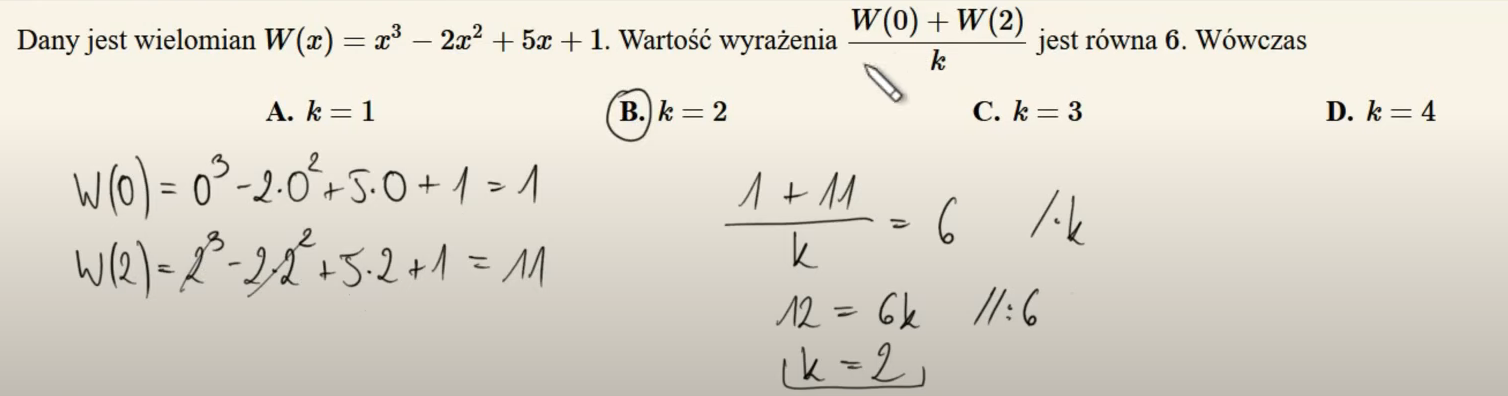 Dany jest wielomian W(x) = x³ − 2x² + 5x + 1. Wartość wyrażenia (W(0) + W(2))/k jest równa 6. Wówczas
A. k = 1 B. k = 2 C. k = 3 D. k = 4
W(0) = 0³ - 2·0² + 5·0 + 1 = 1
W(2) = 2³ - 2·2² + 5·2 + 1 = 11
(1 + 11)/k = 6 /·k
12 = 6k //:6
k = 2